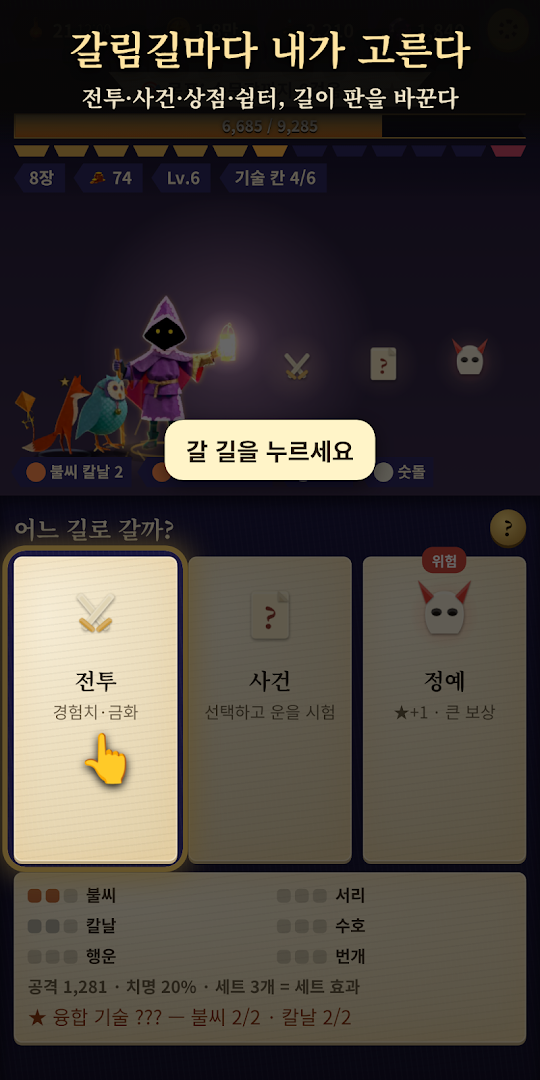 갈림길마다 내가 고른다
전투·사건·상점·쉼터, 길이 판을 바꾼다
6,685 / 9,285
8장
74
Lv.6
기술 칸 4/6
갈 길을 누르세요
불씨 칼날 2
숫돌
어느 길로 갈까?
?
위험
?
전투
사건
정예
경험치·금화
선택하고 운을 시험
★+1 · 큰 보상
불씨
서리
칼날
수호
행운
번개
공격 1,281 · 치명 20% · 세트 3개 = 세트 효과
★ 융합 기술 ??? — 불씨 2/2 · 칼날 2/2